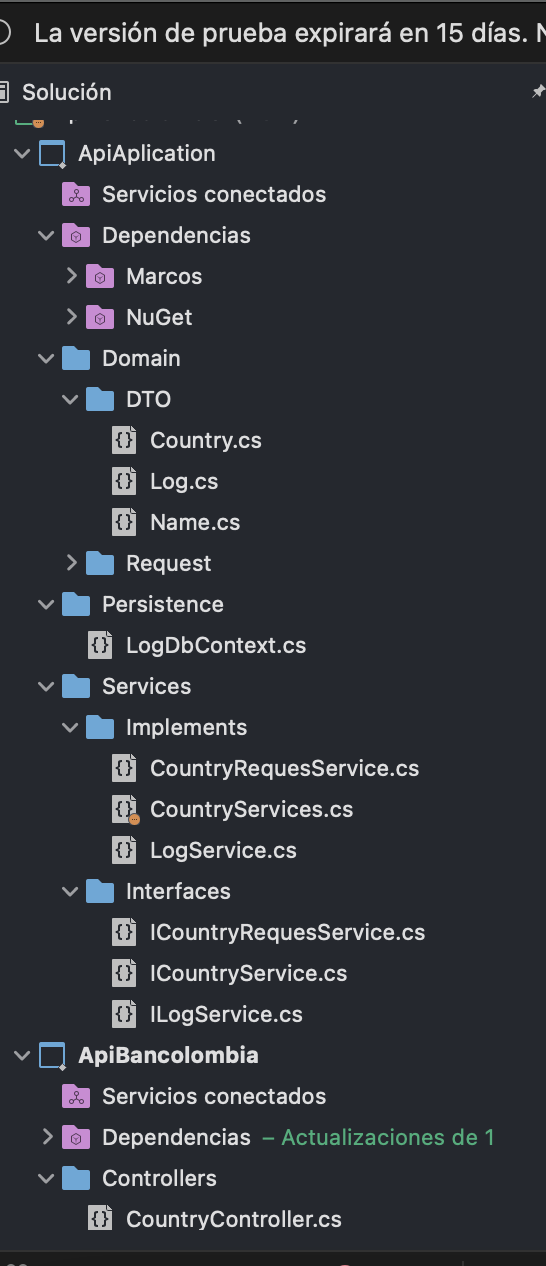 La versión de prueba expirará en 15 días.
Solución
ApiAplication
Servicios conectados
Dependencias
Marcos
NuGet
Domain
DTO
Country.cs
Log.cs
Name.cs
Request
Persistence
LogDbContext.cs
Services
Implements
CountryRequesService.cs
CountryServices.cs
LogService.cs
Interfaces
ICountryRequesService.cs
ICountryService.cs
ILogService.cs
ApiBancolombia
Servicios conectados
Dependencias – Actualizaciones de 1
Controllers
CountryController.cs